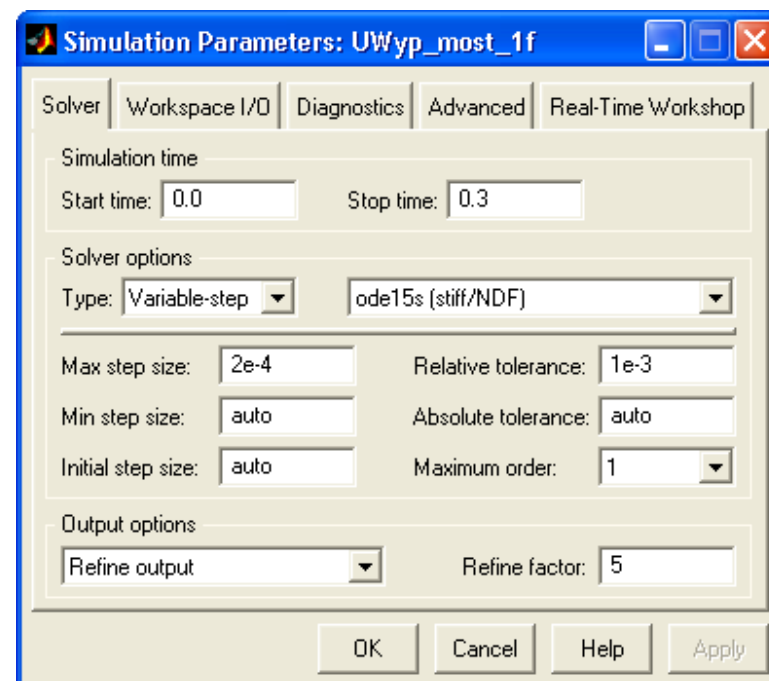 Simulation Parameters: UWyp_most_1f
Solver Workspace I/O Diagnostics Advanced Real-Time Workshop
Simulation time
Start time: 0.0 Stop time: 0.3
Solver options
Type: Variable-step ode15s (stiff/NDF)
Max step size: 2e-4 Relative tolerance: 1e-3
Min step size: auto Absolute tolerance: auto
Initial step size: auto Maximum order: 1
Output options
Refine output Refine factor: 5
OK Cancel Help Apply